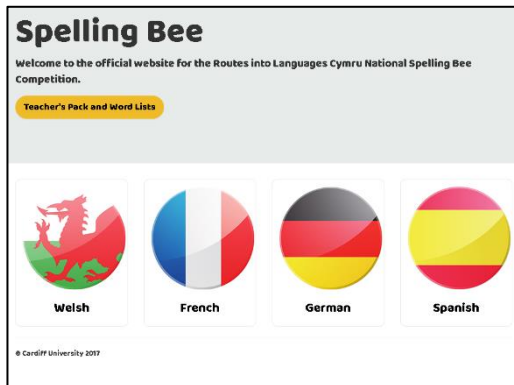 Spelling Bee
Welcome to the official website for the Routes into Languages Cymru National Spelling Bee
Competition.
Teacher's Pack and Word Lists
Welsh
French
German
Spanish
© Cardiff University 2017